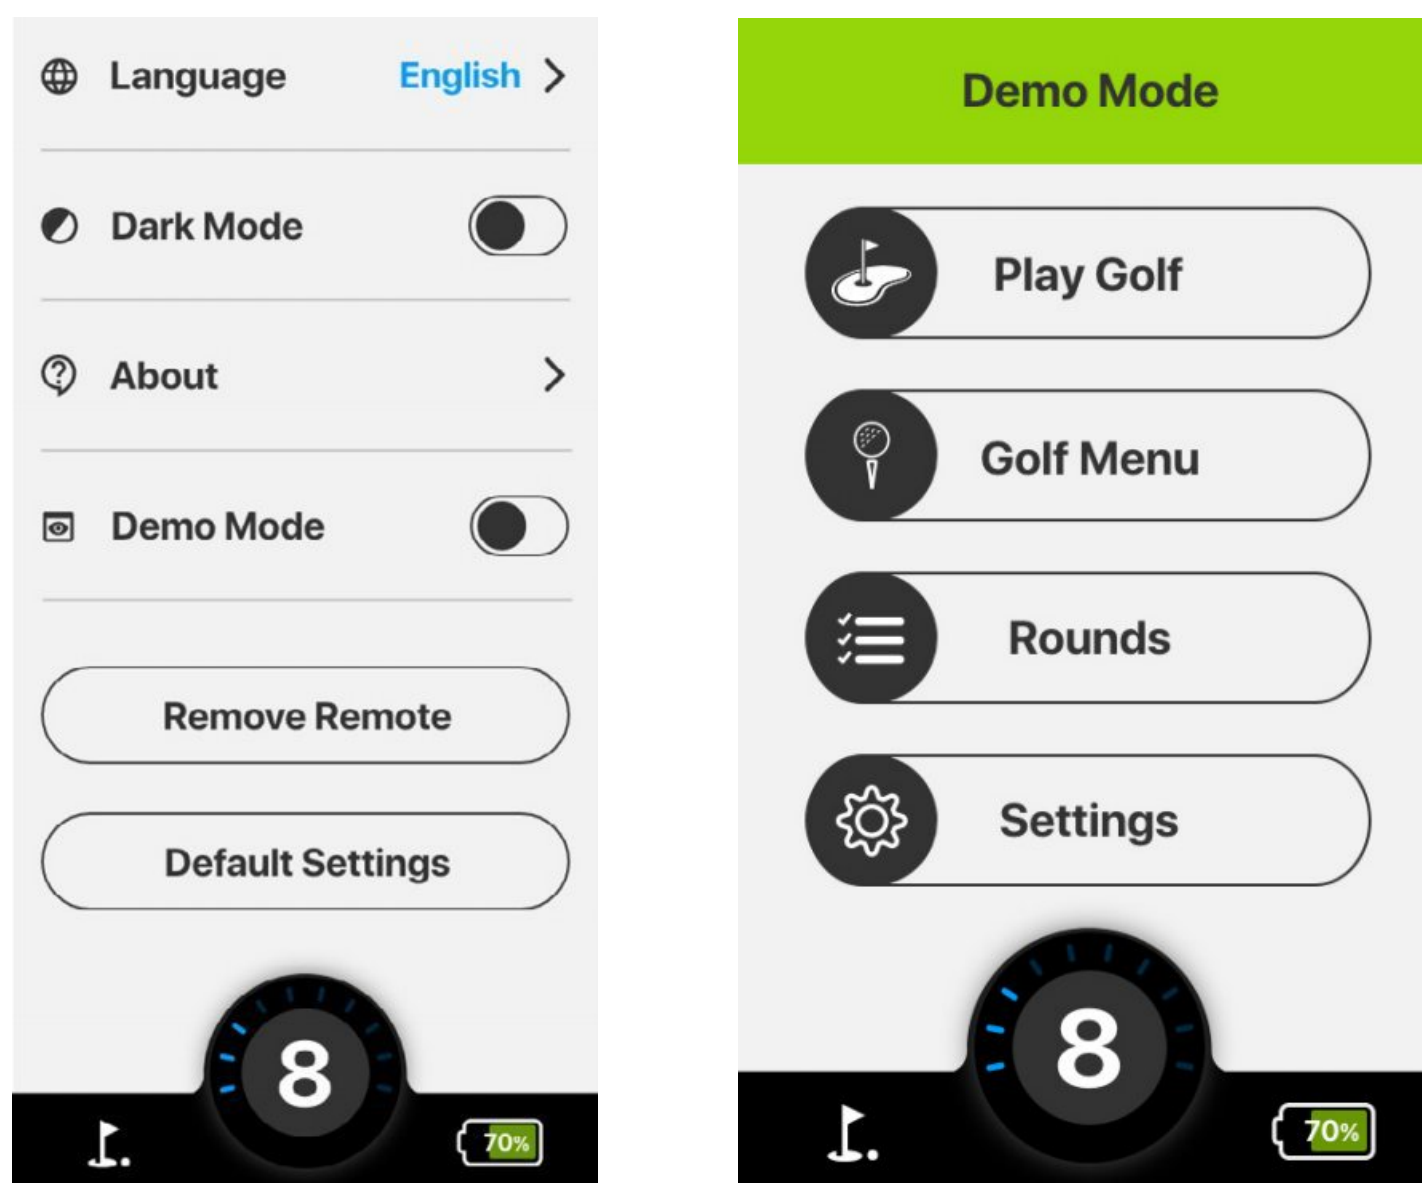 Language English
Dark Mode
About
Demo Mode
Remove Remote
Default Settings
8
70%
Demo Mode
Play Golf
Golf Menu
Rounds
Settings
8
70%